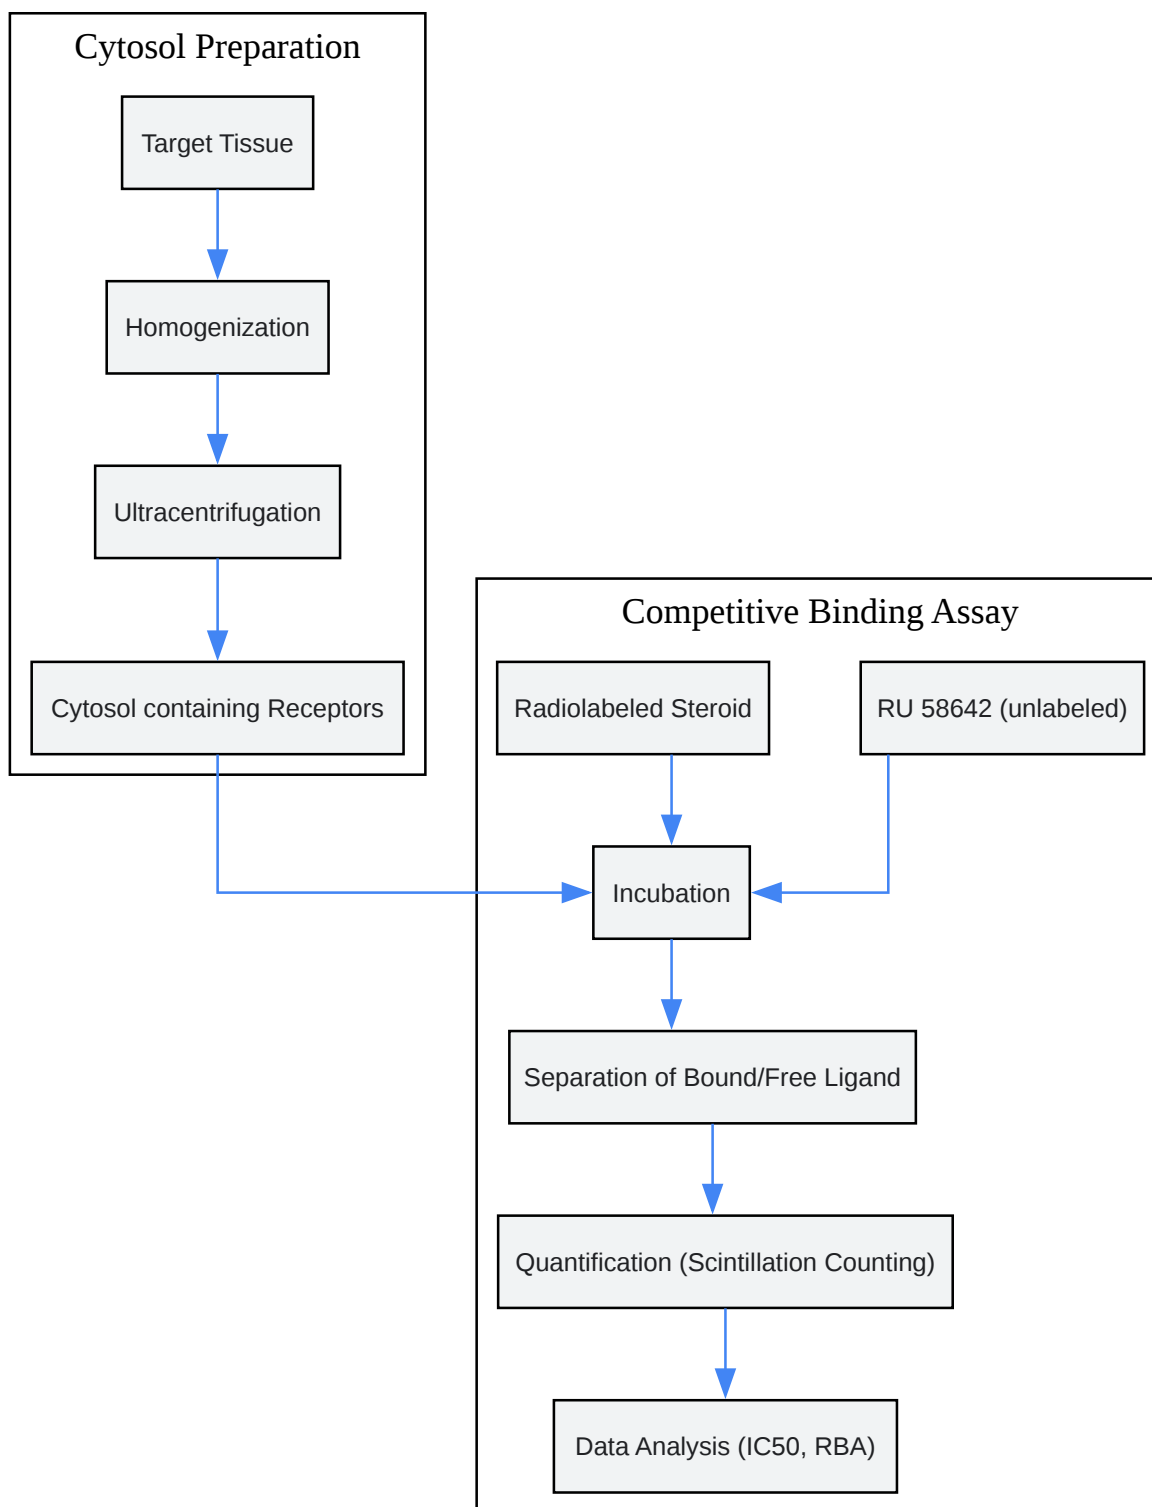 Cytosol Preparation
Target Tissue
Homogenization
Ultracentrifugation
Cytosol containing Receptors
Competitive Binding Assay
Radiolabeled Steroid
RU 58642 (unlabeled)
Incubation
Separation of Bound/Free Ligand
Quantification (Scintillation Counting)
Data Analysis (IC50, RBA)